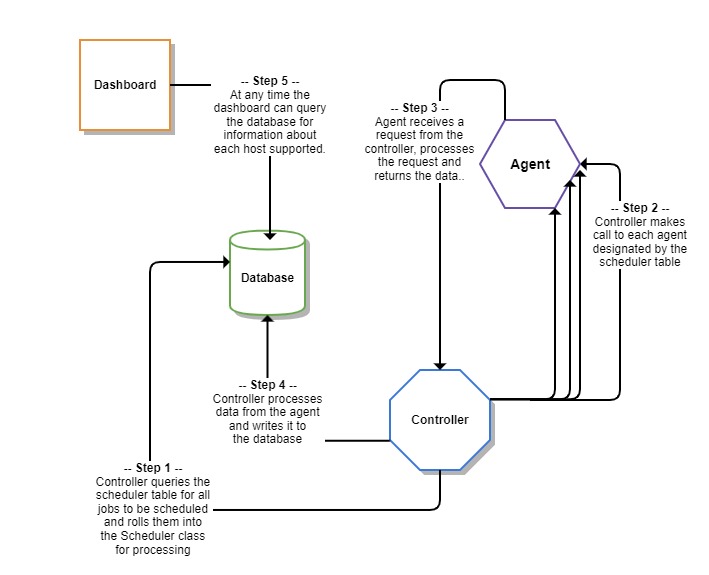 Dashboard
-- Step 5 --
At any time the
dashboard can query
the database for
information about
each host supported.
-- Step 3 --
Agent receives a
request from the
controller, processes
the request and
returns the data..
Agent
-- Step 2 --
Controller makes
call to each agent
designated by the
scheduler table
Database
-- Step 4 --
Controller processes
data from the agent
and writes it to
the database
Controller
-- Step 1 --
Controller queries the
scheduler table for all
jobs to be scheduled
and rolls them into
the Scheduler class
for processing